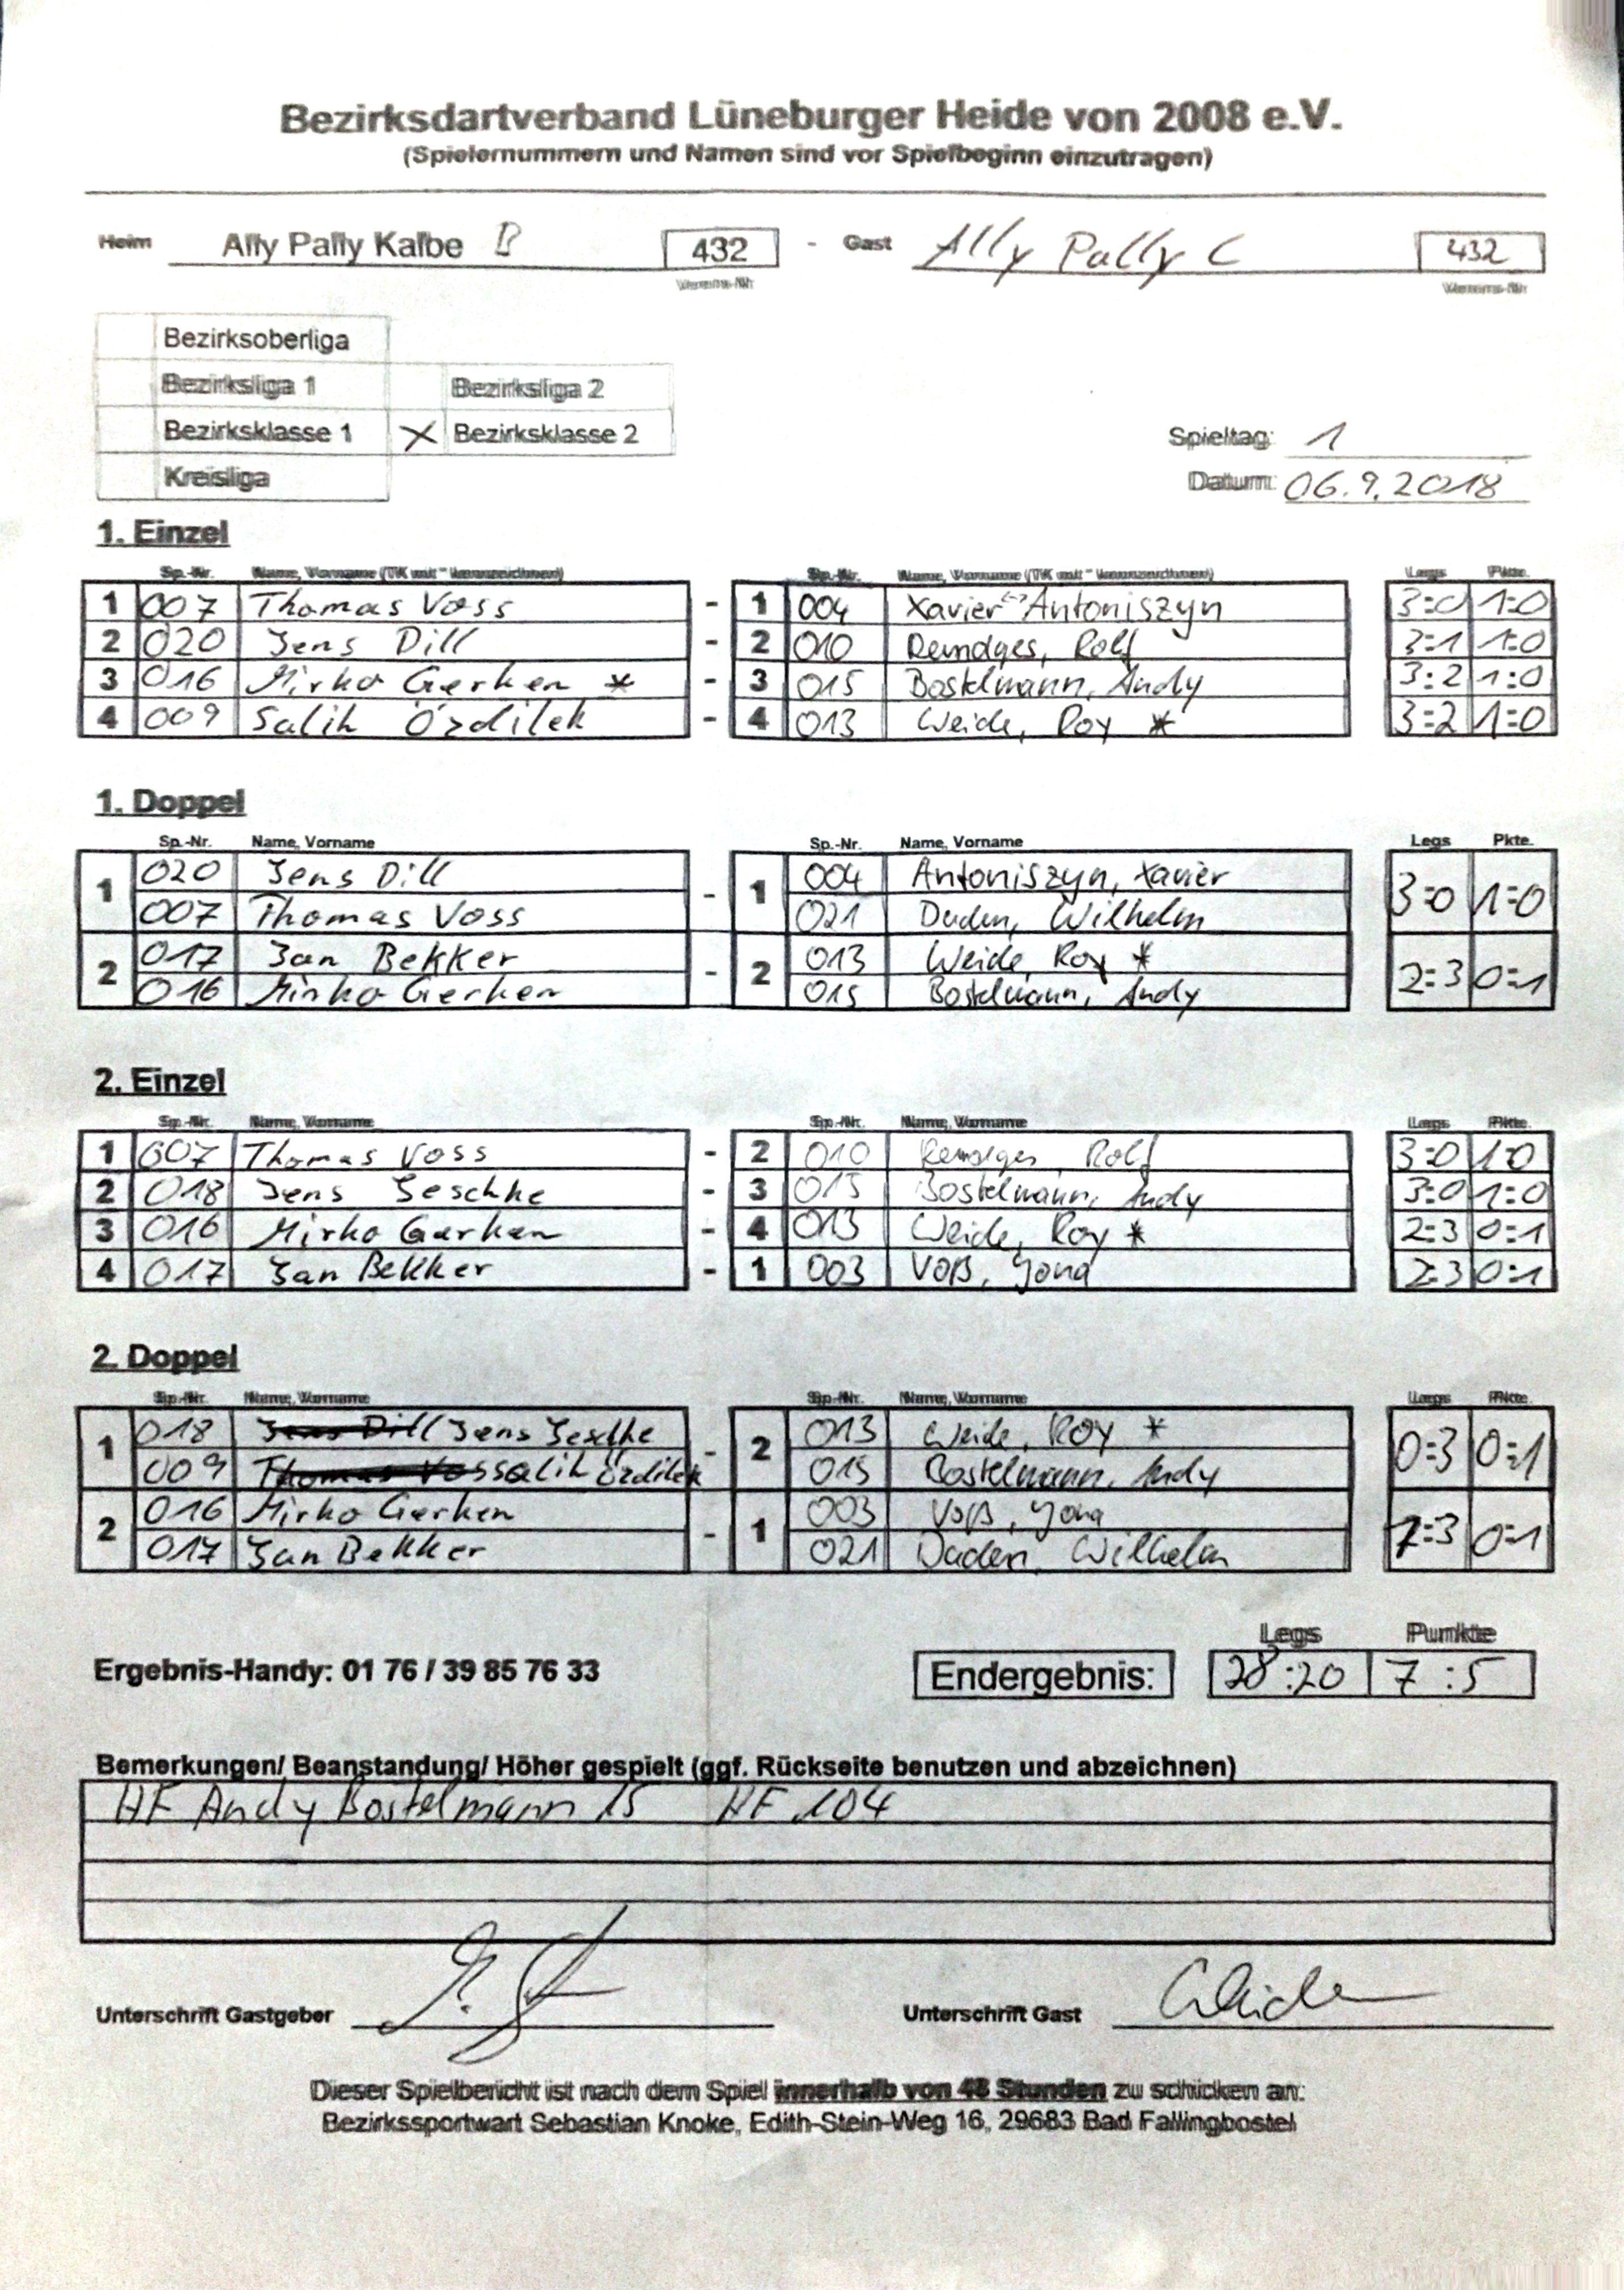 Bezirksdartverband Lüneburger Heide von 2008 e.V.
(Spielernummern und Namen sind vor Spielbeginn einzutragen)
Heim Ally Pally Kalbe B 432 - Gast Ally Pally C 432
Vereins-Nr. Vereins-Nr.
Bezirksoberliga
Bezirksliga 1 Bezirksliga 2
Bezirksklasse 1 X Bezirksklasse 2
Spieltag: 1
Kreisliga
Datum: 06.9.2018
1. Einzel
Sp.-Nr. Name, Vorname (TK mit * kennzeichnen) Sp.-Nr. Name, Vorname (TK mit * kennzeichnen) Legs Pkte.
1 007 Thomas Voss - 1 004 Xavier Antoniszyn 3:0 1:0
2 020 Jens Dill - 2 010 Remdges, Rolf 3:1 1:0
3 016 Mirko Gerken * - 3 015 Bostelmann, Andy 3:2 1:0
4 009 Salih Özdilek - 4 013 Weide, Roy * 3:2 1:0
1. Doppel
Sp.-Nr. Name, Vorname Sp.-Nr. Name, Vorname Legs Pkte.
1 020 Jens Dill - 1 004 Antoniszyn, Xavier 3:0 1:0
007 Thomas Voss 021 Duden, Wilhelm
2 017 Jan Bekker - 2 013 Weide, Roy * 2:3 0:1
016 Mirko Gerken 015 Bostelmann, Andy
2. Einzel
Sp.-Nr. Name, Vorname Sp.-Nr. Name, Vorname Legs Pkte.
1 007 Thomas Voss - 2 010 Remdges, Rolf 3:0 1:0
2 018 Jens Jeschke - 3 015 Bostelmann, Andy 3:0 1:0
3 016 Mirko Gerken - 4 013 Weide, Roy * 2:3 0:1
4 017 Jan Bekker - 1 003 Voß, Jona 2:3 0:1
2. Doppel
Sp.-Nr. Name, Vorname Sp.-Nr. Name, Vorname Legs Pkte.
1 018 Jens Dill Jens Jeschke - 2 013 Weide, Roy * 0:3 0:1
009 Thomas Voss Salih Özdilek 015 Bostelmann, Andy
2 016 Mirko Gerken - 1 003 Voß, Jona 2:3 0:1
017 Jan Bekker 021 Duden, Wilhelm
Legs Punkte
Ergebnis-Handy: 01 76 / 39 85 76 33 Endergebnis: 28:20 7:5
Bemerkungen/ Beanstandung/ Höher gespielt (ggf. Rückseite benutzen und abzeichnen)
HF Andy Bostelmann 15 HF 104
Unterschrift Gastgeber Unterschrift Gast Weide
Dieser Spielbericht ist nach dem Spiel innerhalb von 48 Stunden zu schicken an:
Bezirkssportwart Sebastian Knoke, Edith-Stein-Weg 16, 29683 Bad Fallingbostel